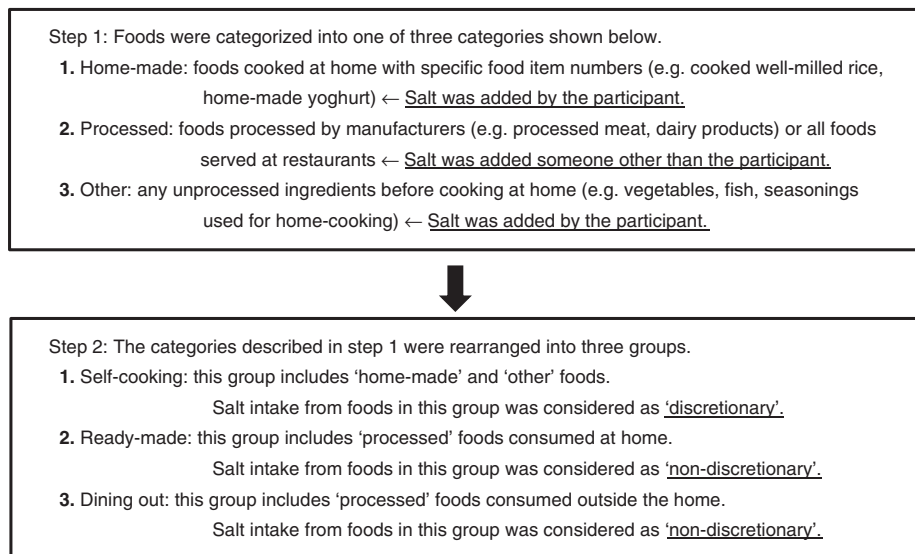 Step 1: Foods were categorized into one of three categories shown below.
1. Home-made: foods cooked at home with specific food item numbers (e.g. cooked well-milled rice,
home-made yoghurt) ← Salt was added by the participant.
2. Processed: foods processed by manufacturers (e.g. processed meat, dairy products) or all foods
served at restaurants ← Salt was added someone other than the participant.
3. Other: any unprocessed ingredients before cooking at home (e.g. vegetables, fish, seasonings
used for home-cooking) ← Salt was added by the participant.
Step 2: The categories described in step 1 were rearranged into three groups.
1. Self-cooking: this group includes ‘home-made’ and ‘other’ foods.
Salt intake from foods in this group was considered as ‘discretionary’.
2. Ready-made: this group includes ‘processed’ foods consumed at home.
Salt intake from foods in this group was considered as ‘non-discretionary’.
3. Dining out: this group includes ‘processed’ foods consumed outside the home.
Salt intake from foods in this group was considered as ‘non-discretionary’.